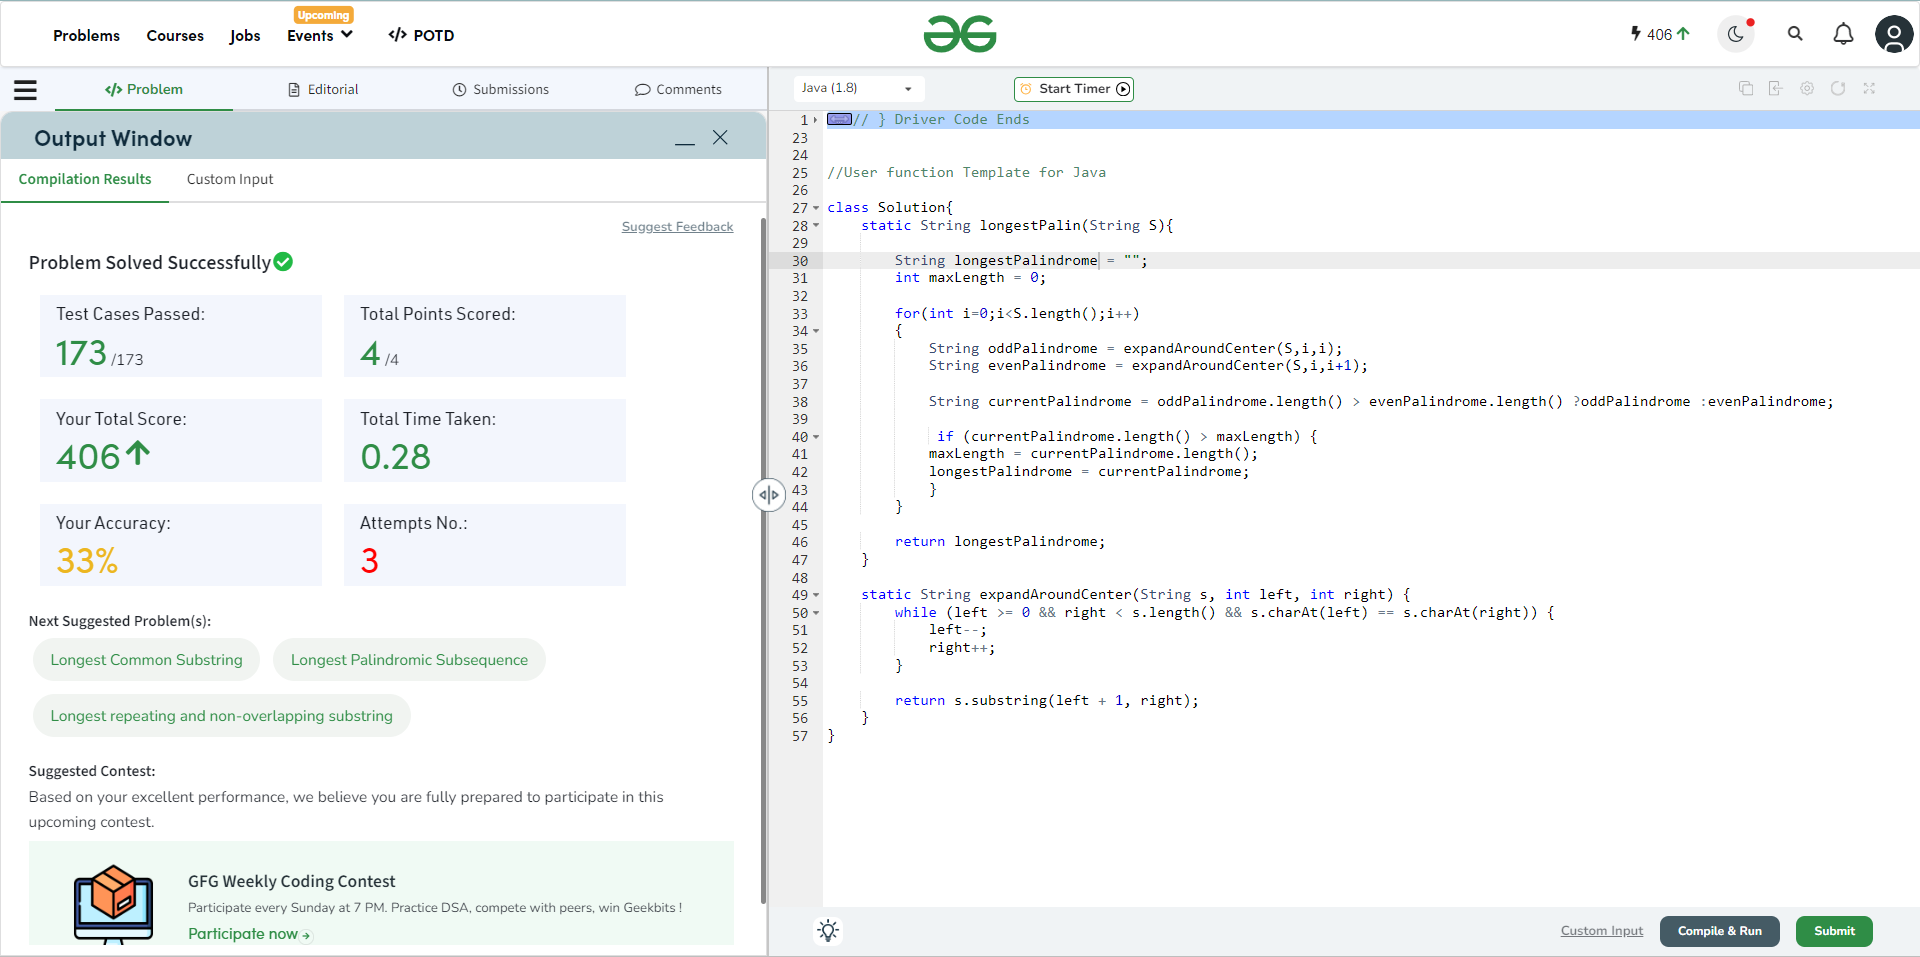 Upcoming
Problems Courses Jobs Events </> POTD
406
</> Problem Editorial Submissions Comments
Output Window
Compilation Results Custom Input
Suggest Feedback
Problem Solved Successfully
Test Cases Passed:
173 /173
Total Points Scored:
4 /4
Your Total Score:
406
Total Time Taken:
0.28
Your Accuracy:
33%
Attempts No.:
3
Next Suggested Problem(s):
Longest Common Substring
Longest Palindromic Subsequence
Longest repeating and non-overlapping substring
Suggested Contest:
Based on your excellent performance, we believe you are fully prepared to participate in this
upcoming contest.
GFG Weekly Coding Contest
Participate every Sunday at 7 PM. Practice DSA, compete with peers, win Geekbits !
Participate now
Java (1.8)
Start Timer
1 // } Driver Code Ends
23
24
25 //User function Template for Java
26
27 class Solution{
28 static String longestPalin(String S){
29
30 String longestPalindrome = "";
31 int maxLength = 0;
32
33 for(int i=0;i<S.length();i++)
34 {
35 String oddPalindrome = expandAroundCenter(S,i,i);
36 String evenPalindrome = expandAroundCenter(S,i,i+1);
37
38 String currentPalindrome = oddPalindrome.length() > evenPalindrome.length() ?oddPalindrome :evenPalindrome;
39
40 if (currentPalindrome.length() > maxLength) {
41 maxLength = currentPalindrome.length();
42 longestPalindrome = currentPalindrome;
43 }
44 }
45
46 return longestPalindrome;
47 }
48
49 static String expandAroundCenter(String s, int left, int right) {
50 while (left >= 0 && right < s.length() && s.charAt(left) == s.charAt(right)) {
51 left--;
52 right++;
53 }
54
55 return s.substring(left + 1, right);
56 }
57 }
Custom Input Compile & Run Submit